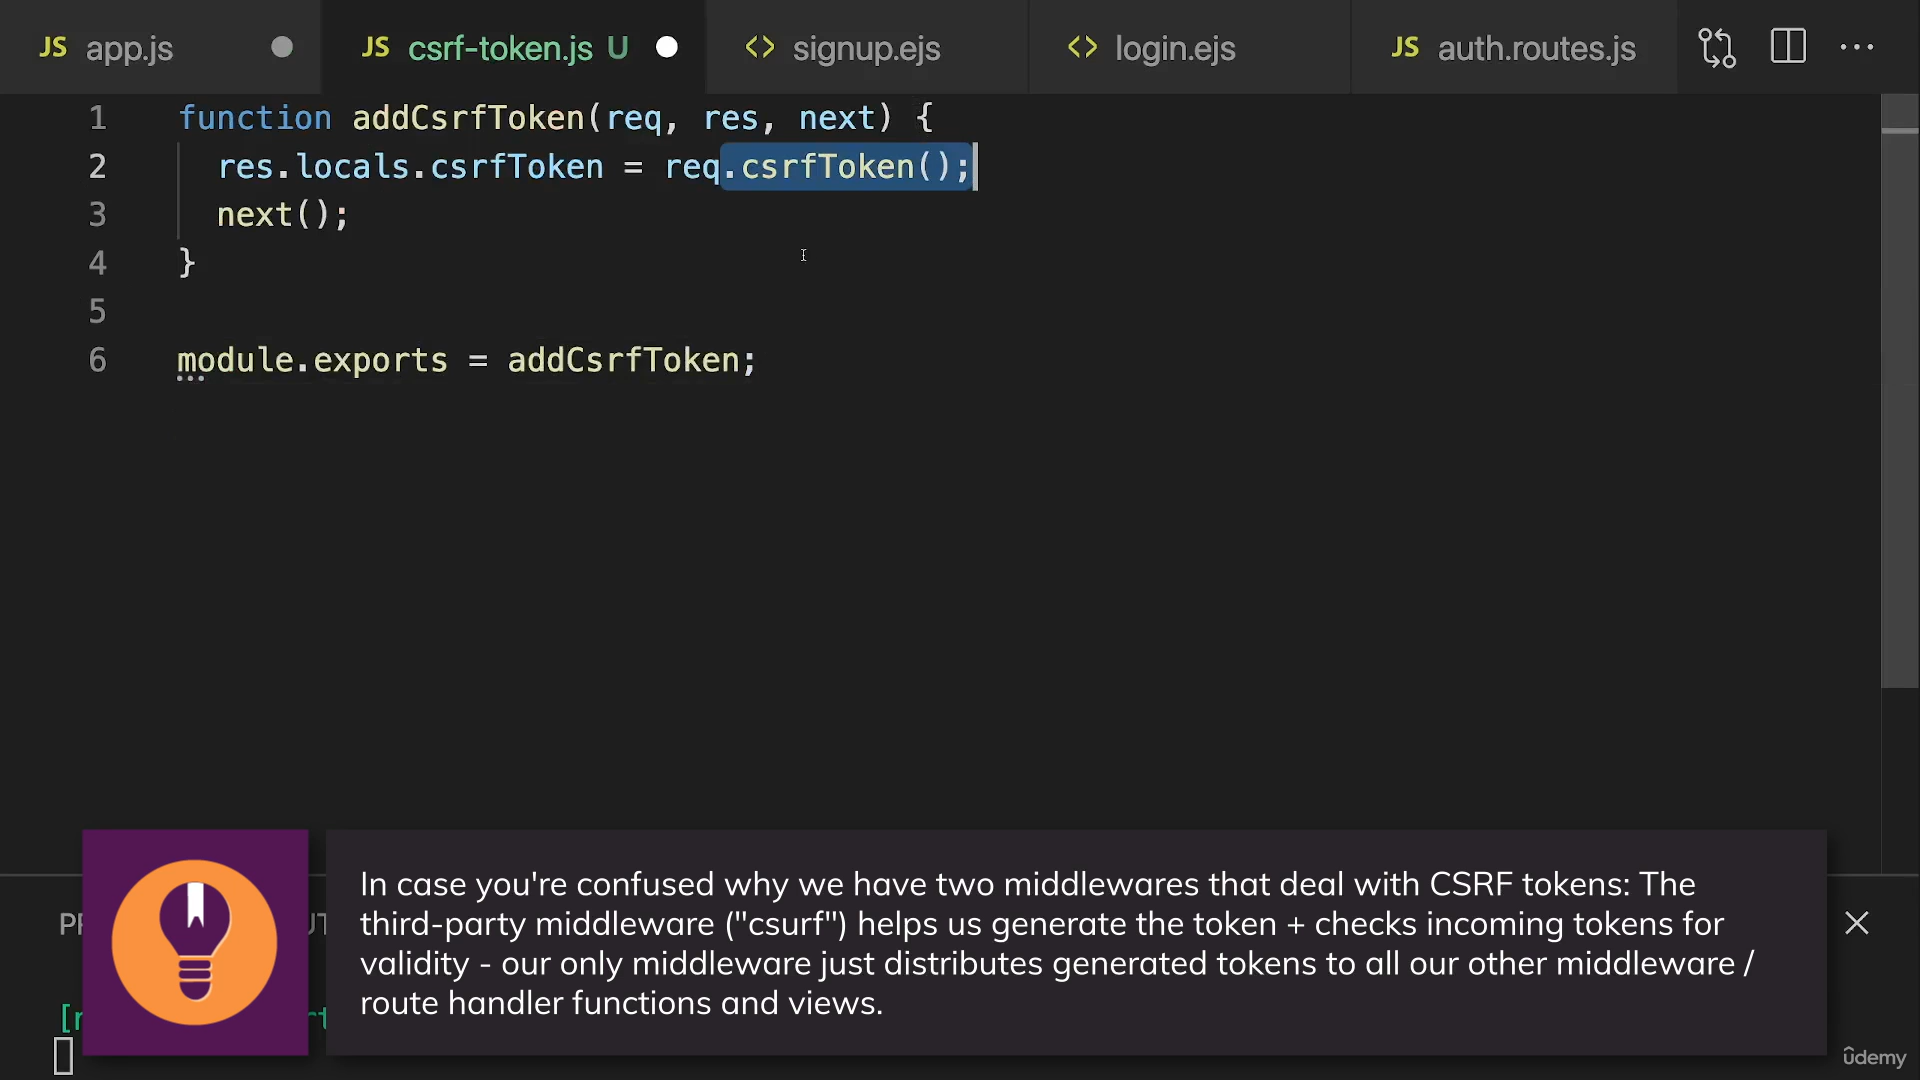 JS app.js
JS csrf-token.js U
<> signup.ejs
<> login.ejs
JS auth.routes.js
1 function addCsrfToken(req, res, next) {
2 res.locals.csrfToken = req.csrfToken();
3 next();
4 }
5
6 module.exports = addCsrfToken;
In case you're confused why we have two middlewares that deal with CSRF tokens: The
third-party middleware ("csurf") helps us generate the token + checks incoming tokens for
validity - our only middleware just distributes generated tokens to all our other middleware /
route handler functions and views.
udemy